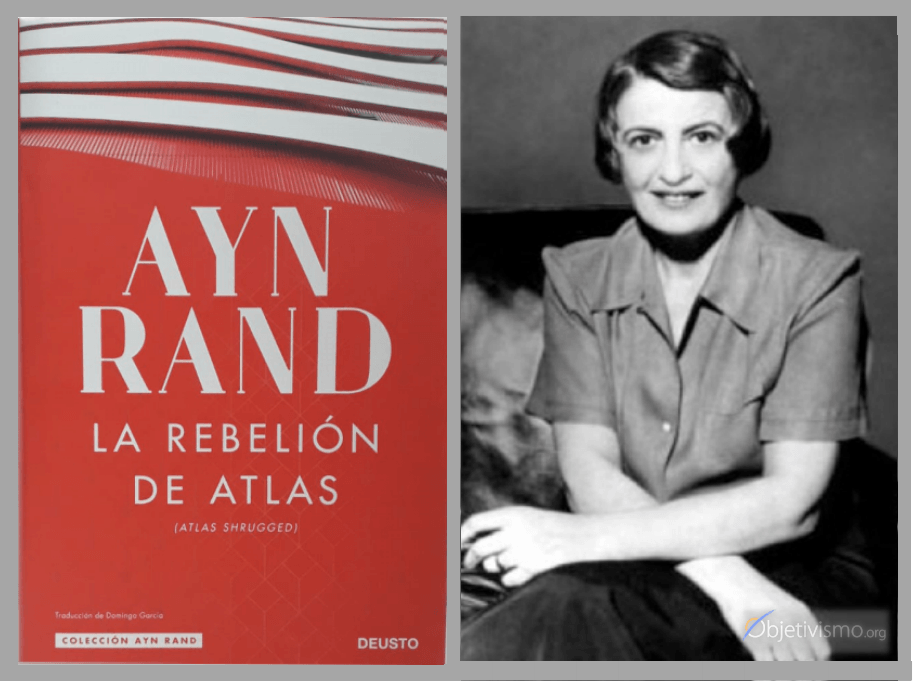 AYN
RAND
LA REBELIÓN
DE ATLAS
(ATLAS SHRUGGED)
Traducción de Domingo García
COLECCIÓN AYN RAND
DEUSTO
Objetivismo.org